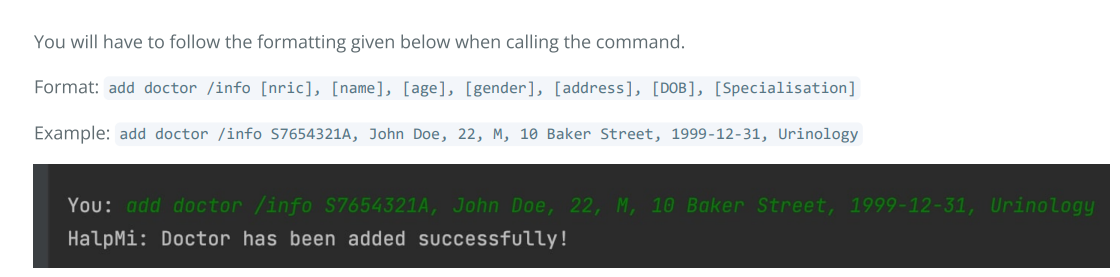 You will have to follow the formatting given below when calling the command.
Format: add doctor /info [nric], [name], [age], [gender], [address], [DOB], [Specialisation]
Example: add doctor /info S7654321A, John Doe, 22, M, 10 Baker Street, 1999-12-31, Urinology
You: add doctor /info S7654321A, John Doe, 22, M, 10 Baker Street, 1999-12-31, Urinology
HalpMi: Doctor has been added successfully!